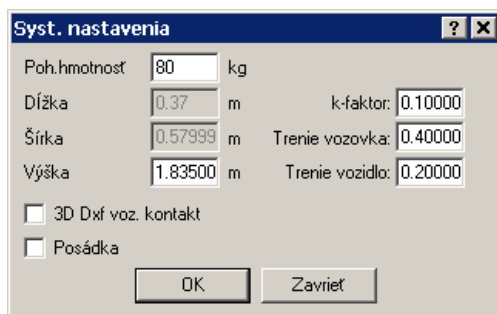 Syst. nastavenia
Poh.hmotnosť 80 kg
Dĺžka 0.37 m k-faktor: 0.10000
Šírka 0.57999 m Trenie vozovka: 0.40000
Výška 1.83500 m Trenie vozidlo: 0.20000
3D Dxf voz. kontakt
Posádka
OK Zavrieť